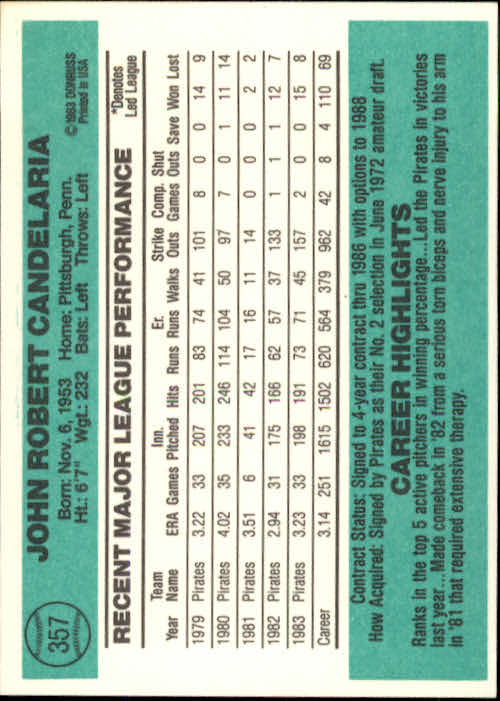 357
JOHN ROBERT CANDELARIA
© 1983 DONRUSS
Printed in USA
Born: Nov. 6, 1953 Home: Pittsburgh, Penn.
Ht.: 6'7" Wgt.: 232 Bats: Left Throws: Left
RECENT MAJOR LEAGUE PERFORMANCE
*Denotes
Led League
Team Inn. Er. Strike Comp. Shut
Year Name ERA Games Pitched Hits Runs Runs Walks Outs Games Outs Save Won Lost
1979 Pirates 3.22 33 207 201 83 74 41 101 8 0 0 14 9
1980 Pirates 4.02 35 233 246 114 104 50 97 7 0 1 11 14
1981 Pirates 3.51 6 41 42 17 16 11 14 0 0 0 2 2
1982 Pirates 2.94 31 175 166 62 57 37 133 1 1 1 12 7
1983 Pirates 3.23 33 198 191 73 71 45 157 2 0 0 15 8
Career 3.14 251 1615 1502 620 564 379 962 42 8 4 110 69
Contract Status: Signed to 4-year contract thru 1986 with options to 1988
How Acquired: Signed by Pirates as their No. 2 selection in June 1972 amateur draft.
CAREER HIGHLIGHTS
Ranks in the top 5 active pitchers in winning percentage...Led the Pirates in victories
last year...Made comeback in '82 from a serious torn biceps and nerve injury to his arm
in '81 that required extensive therapy.